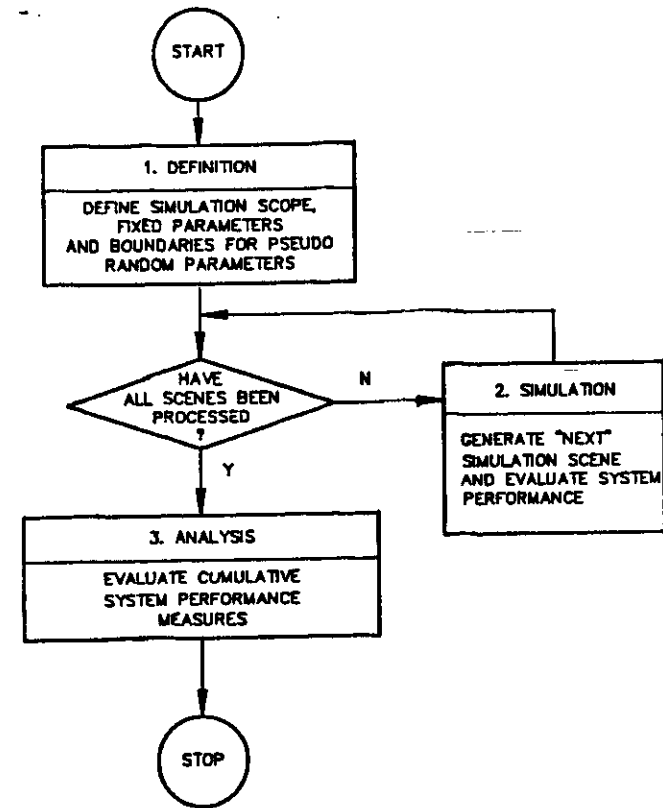 START
1. DEFINITION
DEFINE SIMULATION SCOPE,
FIXED PARAMETERS
AND BOUNDARIES FOR PSEUDO
RANDOM PARAMETERS
HAVE
ALL SCENES BEEN
PROCESSED
?
N
2. SIMULATION
GENERATE "NEXT"
SIMULATION SCENE
AND EVALUATE SYSTEM
PERFORMANCE
Y
3. ANALYSIS
EVALUATE CUMULATIVE
SYSTEM PERFORMANCE
MEASURES
STOP